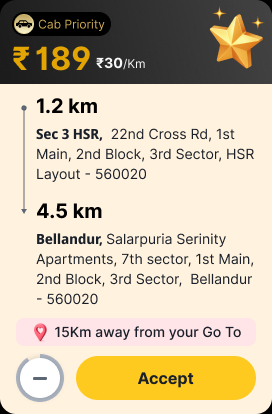 Cab Priority
₹189 ₹30/Km
1.2 km
Sec 3 HSR, 22nd Cross Rd, 1st
Main, 2nd Block, 3rd Sector, HSR
Layout - 560020
4.5 km
Bellandur, Salarpuria Serinity
Apartments, 7th sector, 1st Main,
2nd Block, 3rd Sector, Bellandur
- 560020
15Km away from your Go To
Accept